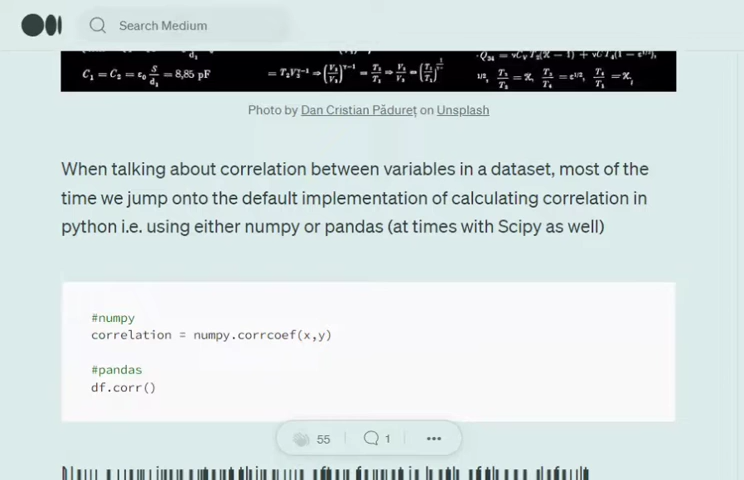 Search Medium
C₁ = C₂ = ε₀ S/d₁ = 8,85 pF
Photo by Dan Cristian Pădureț on Unsplash
When talking about correlation between variables in a dataset, most of the
time we jump onto the default implementation of calculating correlation in
python i.e. using either numpy or pandas (at times with Scipy as well)
#numpy
correlation = numpy.corrcoef(x,y)
#pandas
df.corr()
55
1